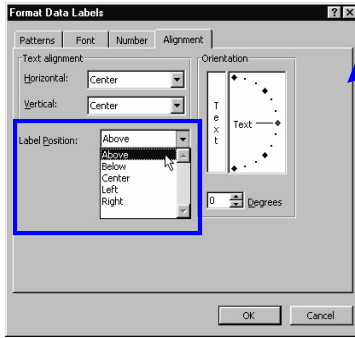 Format Data Labels
Patterns Font Number Alignment
Text alignment
Horizontal: Center
Vertical: Center
Label Position: Above
Above
Below
Center
Left
Right
Orientation
Text
Text
0 Degrees
OK Cancel